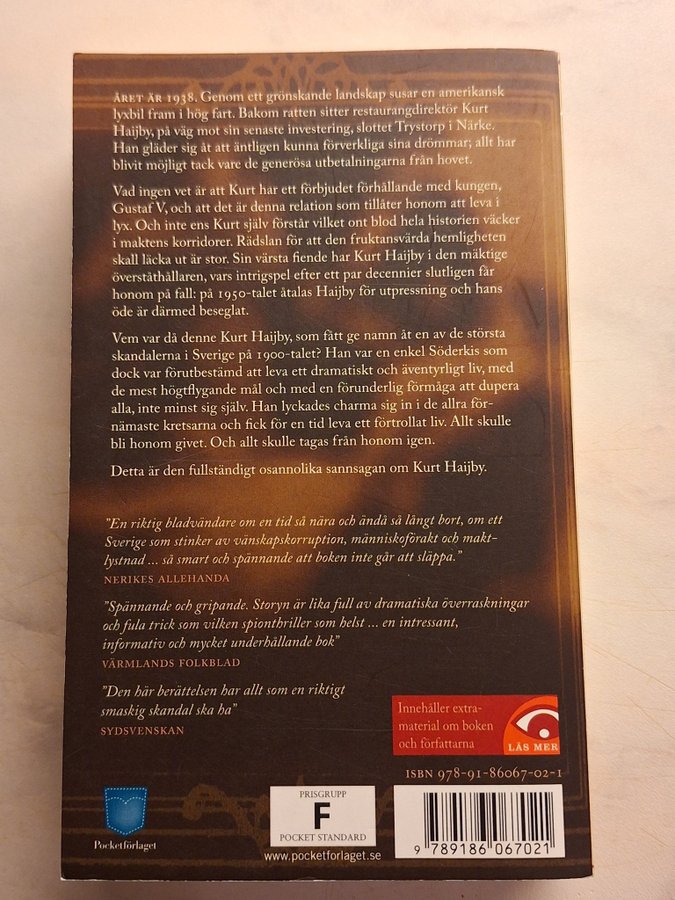 ÅRET ÄR 1938. Genom ett grönskande landskap susar en amerikansk
lyxbil fram i hög fart. Bakom ratten sitter restaurangdirektör Kurt
Haijby, på väg mot sin senaste investering, slottet Trystorp i Närke.
Han gläder sig åt att äntligen kunna förverkliga sina drömmar; allt har
blivit möjligt tack vare de generösa utbetalningarna från hovet.
Vad ingen vet är att Kurt har ett förbjudet förhållande med kungen,
Gustaf V, och att det är denna relation som tillåter honom att leva i
lyx. Och inte ens Kurt själv förstår vilket ont blod hela historien väcker
i maktens korridorer. Rädslan för att den fruktansvärda hemligheten
skall läcka ut är stor. Sin värsta fiende har Kurt Haijby i den mäktige
överståthållaren, vars intrigspel efter ett par decennier slutligen får
honom på fall: på 1950-talet åtalas Haijby för utpressning och hans
öde är därmed beseglat.
Vem var då denne Kurt Haijby, som fått ge namn åt en av de största
skandalerna i Sverige på 1900-talet? Han var en enkel Söderkis som
dock var förutbestämd att leva ett dramatiskt och äventyrligt liv, med
de mest högtflygande mål och med en förunderlig förmåga att dupera
alla, inte minst sig själv. Han lyckades charma sig in i de allra för-
nämaste kretsarna och fick för en tid leva ett förtrollat liv. Allt skulle
bli honom givet. Och allt skulle tagas från honom igen.
Detta är den fullständigt osannolika sannsagan om Kurt Haijby.
"En riktig bladvändare om en tid så nära och ändå så långt bort, om ett
Sverige som stinker av vänskapskorruption, människoförakt och makt-
lystnad ... så smart och spännande att boken inte går att släppa."
NERIKES ALLEHANDA
"Spännande och gripande. Storyn är lika full av dramatiska överraskningar
och fula trick som vilken spionthriller som helst ... en intressant,
informativ och mycket underhållande bok"
VÄRMLANDS FOLKBLAD
"Den här berättelsen har allt som en riktigt
smaskig skandal ska ha"
SYDSVENSKAN
Innehåller extra-
material om boken
och författarna
LÄS MER
ISBN 978-91-86067-02-1
Pocketförlaget
PRISGRUPP
F
POCKET STANDARD
www.pocketforlaget.se
9 789186 067021